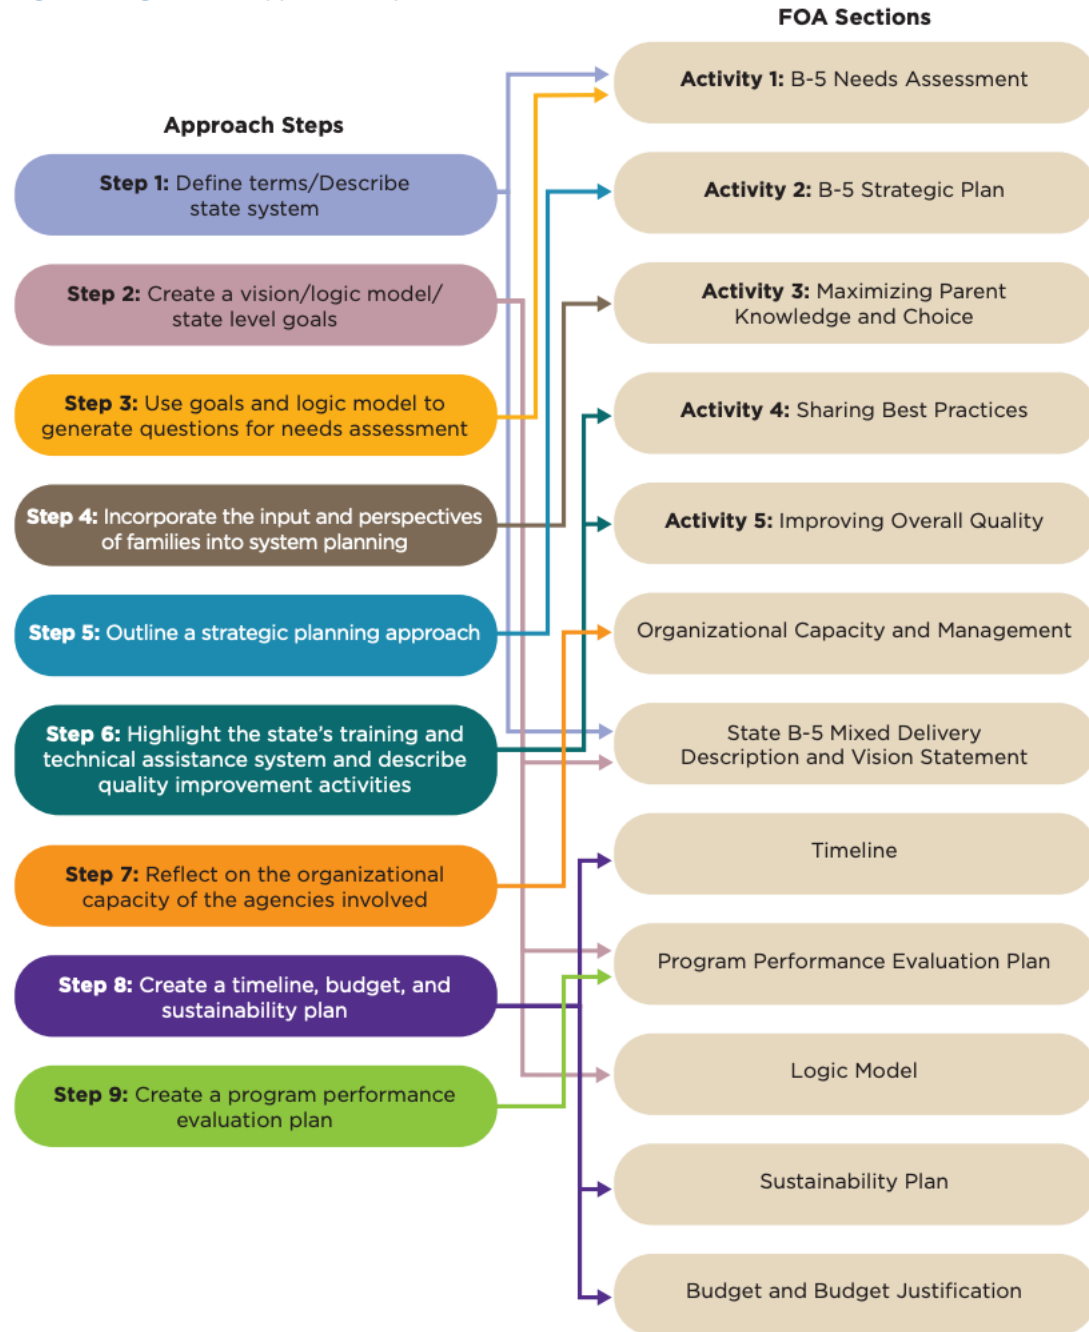 FOA Sections
Approach Steps
Step 1: Define terms/Describe
state system
Step 2: Create a vision/logic model/
state level goals
Step 3: Use goals and logic model to
generate questions for needs assessment
Step 4: Incorporate the input and perspectives
of families into system planning
Step 5: Outline a strategic planning approach
Step 6: Highlight the state’s training and
technical assistance system and describe
quality improvement activities
Step 7: Reflect on the organizational
capacity of the agencies involved
Step 8: Create a timeline, budget, and
sustainability plan
Step 9: Create a program performance
evaluation plan
Activity 1: B-5 Needs Assessment
Activity 2: B-5 Strategic Plan
Activity 3: Maximizing Parent
Knowledge and Choice
Activity 4: Sharing Best Practices
Activity 5: Improving Overall Quality
Organizational Capacity and Management
State B-5 Mixed Delivery
Description and Vision Statement
Timeline
Program Performance Evaluation Plan
Logic Model
Sustainability Plan
Budget and Budget Justification